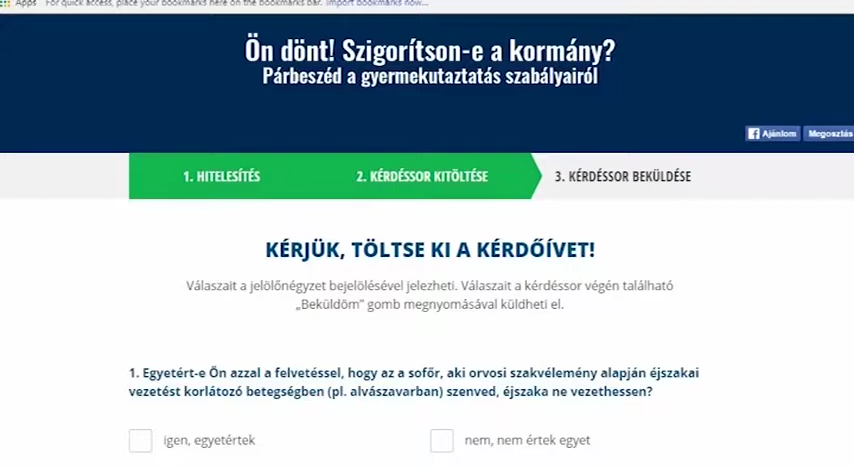 Apps For quick access, place your bookmarks here on the bookmarks bar. Import bookmarks now...
Ön dönt! Szigorítson-e a kormány?
Párbeszéd a gyermekutaztatás szabályairól
Ajánlom Megosztás
1. HITELESÍTÉS 2. KÉRDÉSSOR KITÖLTÉSE 3. KÉRDÉSSOR BEKÜLDÉSE
KÉRJÜK, TÖLTSE KI A KÉRDŐÍVET!
Válaszait a jelölőnégyzet bejelölésével jelezheti. Válaszait a kérdéssor végén található
„Beküldöm” gomb megnyomásával küldheti el.
1. Egyetért-e Ön azzal a felvetéssel, hogy az a sofőr, aki orvosi szakvélemény alapján éjszakai
vezetést korlátozó betegségben (pl. alvászavarban) szenved, éjszaka ne vezethessen?
igen, egyetértek nem, nem értek egyet